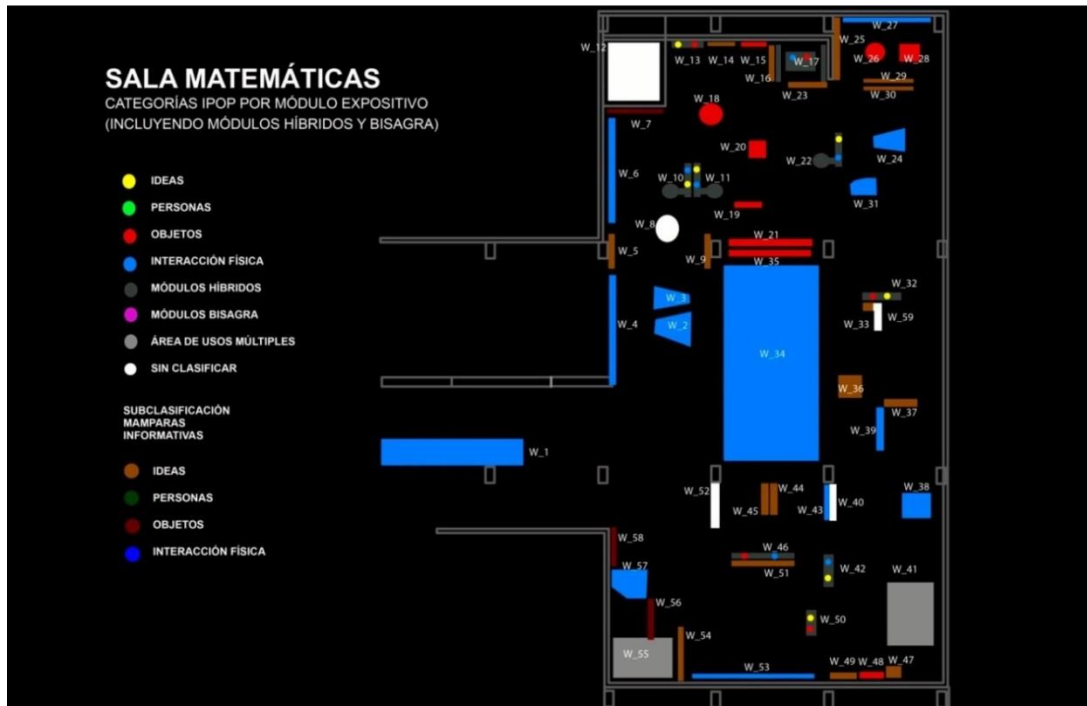 SALA MATEMÁTICAS
CATEGORÍAS IPOP POR MÓDULO EXPOSITIVO
(INCLUYENDO MÓDULOS HÍBRIDOS Y BISAGRA)
IDEAS
PERSONAS
OBJETOS
INTERACCIÓN FÍSICA
MÓDULOS HÍBRIDOS
MÓDULOS BISAGRA
ÁREA DE USOS MÚLTIPLES
SIN CLASIFICAR
SUBCLASIFICACIÓN
MAMPARAS
INFORMATIVAS
IDEAS
PERSONAS
OBJETOS
INTERACCIÓN FÍSICA
W_27
W_25
W_12
W_13
W_14
W_15
W_16
W_17
W_26
W_28
W_29
W_30
W_23
W_18
W_7
W_20
W_22
W_24
W_6
W_10
W_11
W_31
W_19
W_8
W_21
W_5
W_9
W_35
W_32
W_3
W_4
W_2
W_33
W_59
W_34
W_36
W_37
W_39
W_1
W_52
W_44
W_45
W_43
W_40
W_38
W_58
W_46
W_57
W_51
W_42
W_41
W_56
W_50
W_54
W_55
W_53
W_49
W_48
W_47